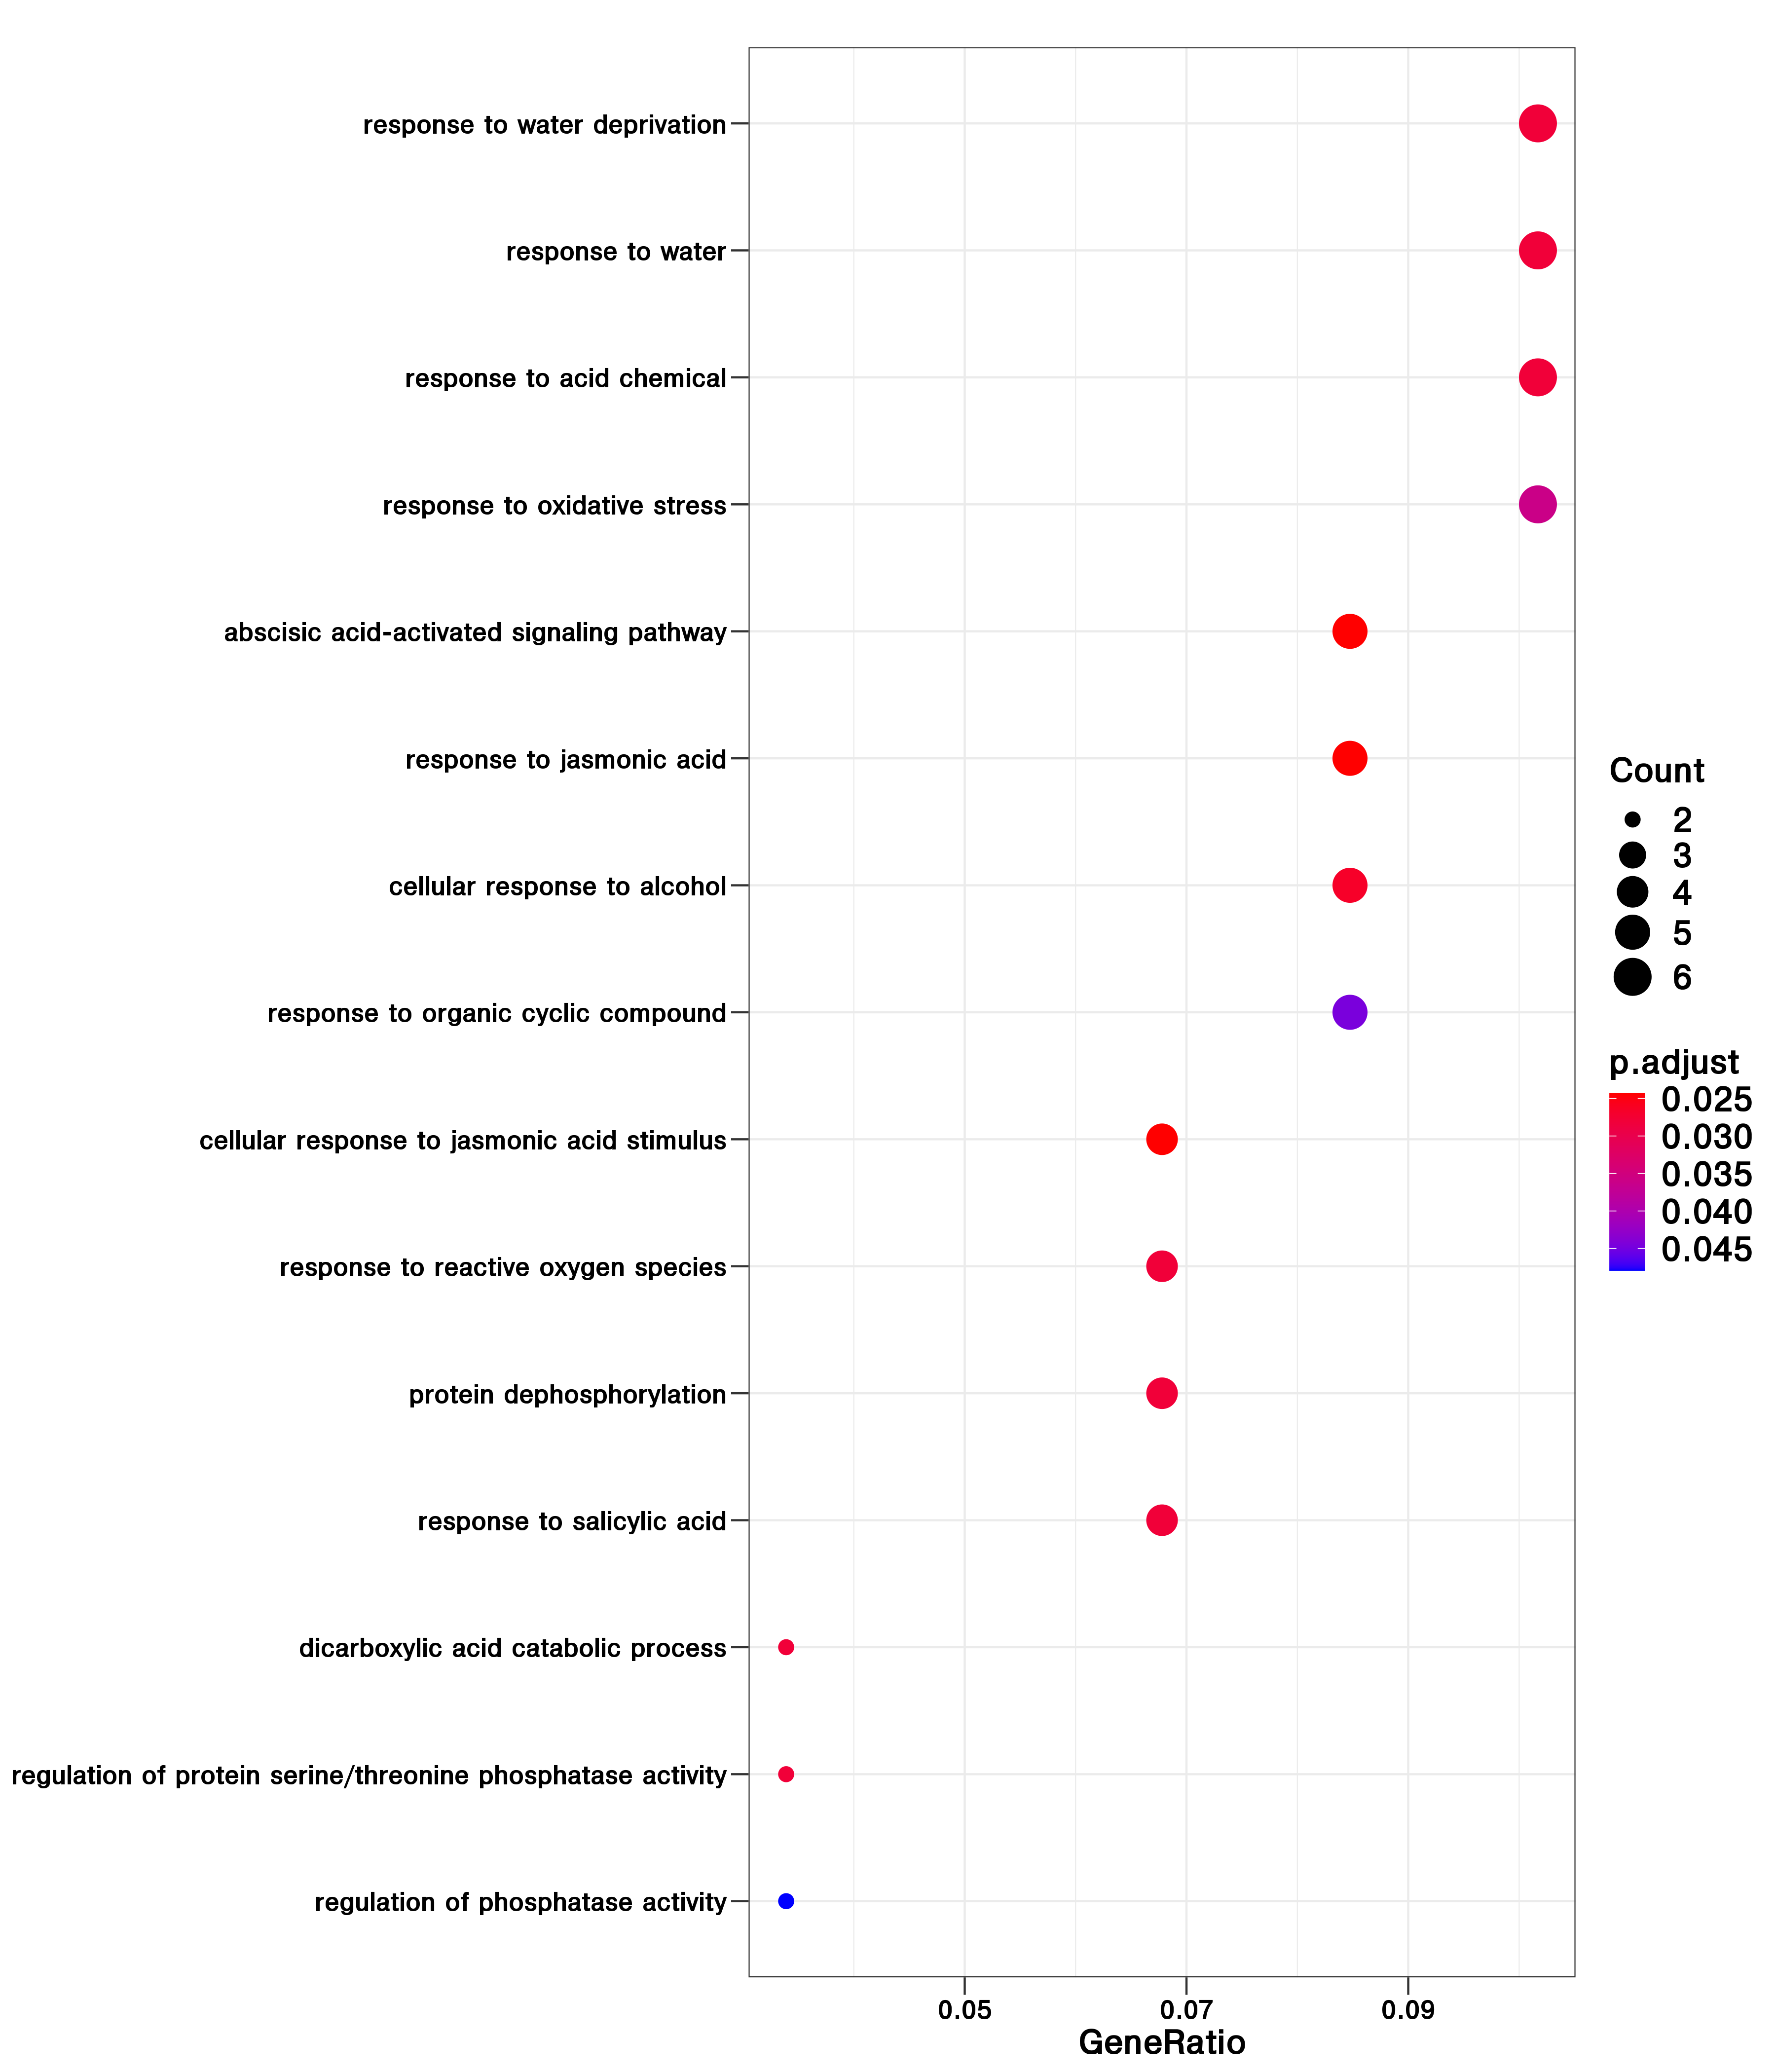 response to water deprivation
response to water
response to acid chemical
response to oxidative stress
abscisic acid-activated signaling pathway
response to jasmonic acid
cellular response to alcohol
response to organic cyclic compound
cellular response to jasmonic acid stimulus
response to reactive oxygen species
protein dephosphorylation
response to salicylic acid
dicarboxylic acid catabolic process
regulation of protein serine/threonine phosphatase activity
regulation of phosphatase activity
0.05 0.07 0.09
GeneRatio
Count
2
3
4
5
6
p.adjust
0.025
0.030
0.035
0.040
0.045